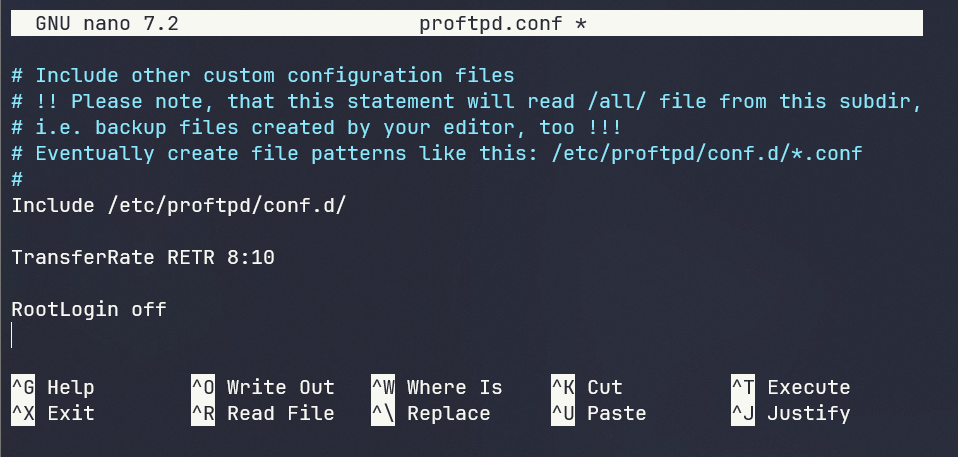 GNU nano 7.2 proftpd.conf *
# Include other custom configuration files
# !! Please note, that this statement will read /all/ file from this subdir,
# i.e. backup files created by your editor, too !!!
# Eventually create file patterns like this: /etc/proftpd/conf.d/*.conf
#
Include /etc/proftpd/conf.d/
TransferRate RETR 8:10
RootLogin off
^G Help ^O Write Out ^W Where Is ^K Cut ^T Execute
^X Exit ^R Read File ^\ Replace ^U Paste ^J Justify